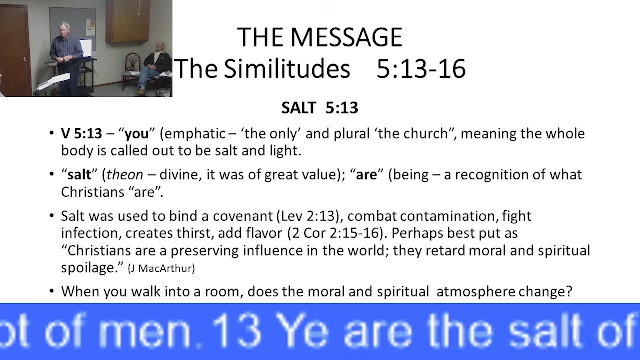 THE MESSAGE
The Similitudes 5:13-16
SALT 5:13
• V 5:13 – “you” (emphatic – ‘the only’ and plural ‘the church”, meaning the whole
body is called out to be salt and light.
• “salt” (theon – divine, it was of great value); “are” (being – a recognition of what
Christians “are”.
• Salt was used to bind a covenant (Lev 2:13), combat contamination, fight
infection, creates thirst, add flavor (2 Cor 2:15-16). Perhaps best put as
“Christians are a preserving influence in the world; they retard moral and spiritual
spoilage.” (J MacArthur)
• When you walk into a room, does the moral and spiritual atmosphere change?
ot of men. 13 Ye are the salt of